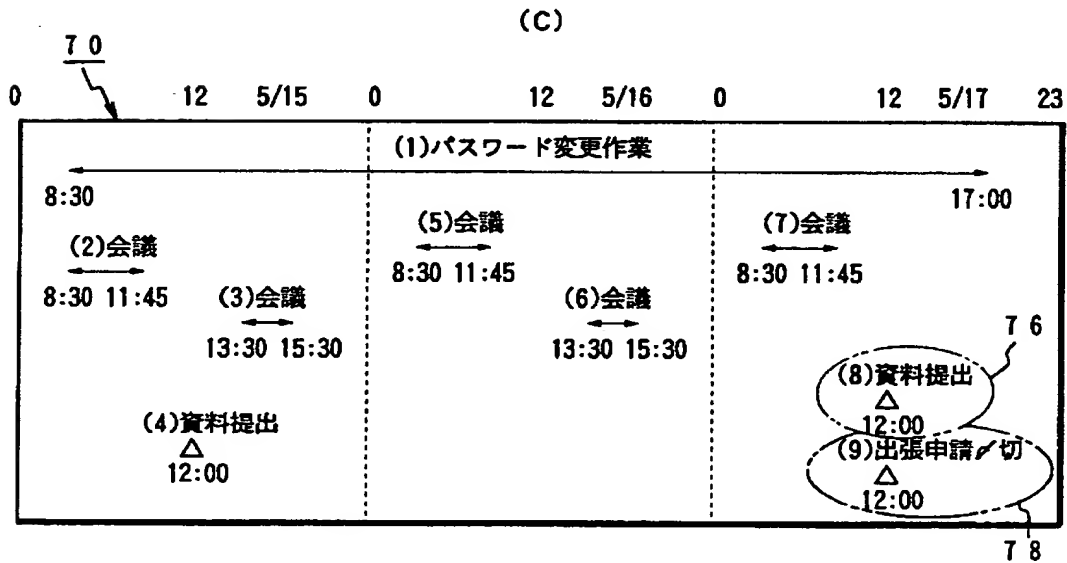 (C)
70
0 12 5/15 0 12 5/16 0 12 5/17 23
(1)パスワード変更作業
8:30 17:00
(2)会議
8:30 11:45
(3)会議
13:30 15:30
(4)資料提出
12:00
(5)会議
8:30 11:45
(6)会議
13:30 15:30
(7)会議
8:30 11:45
76
(8)資料提出
12:00
(9)出張申請〆切
12:00
78